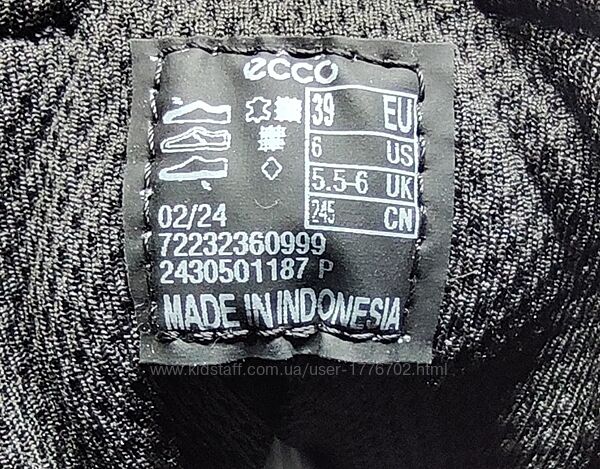 ecco
39 EU
6 US
5.5-6 UK
245 CN
02/24
72232360999
2430501187 P
MADE IN INDONESIA
www.kidstaff.com.ua/user-1776702.html